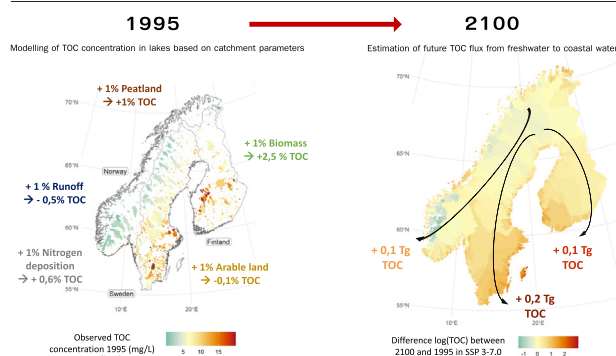 1995
2100
Modelling of TOC concentration in lakes based on catchment parameters
Estimation of future TOC flux from freshwater to coastal water
+ 1% Peatland
→ +1% TOC
+ 1% Biomass
→ +2,5 % TOC
+ 1 % Runoff
→ - 0,5% TOC
+ 1% Nitrogen
deposition
→ + 0,6% TOC
+ 1% Arable land
→ -0,1% TOC
70°N
65°N
60°N
55°N
10°E
20°E
Norway
Finland
Sweden
Observed TOC
concentration 1995 (mg/L)
5 10 15
70°N
65°N
60°N
55°N
10°E
20°E
+ 0,1 Tg
TOC
+ 0,2 Tg
TOC
+ 0,1 Tg
TOC
Difference log(TOC) between
2100 and 1995 in SSP 3-7.0
-1 0 1 2